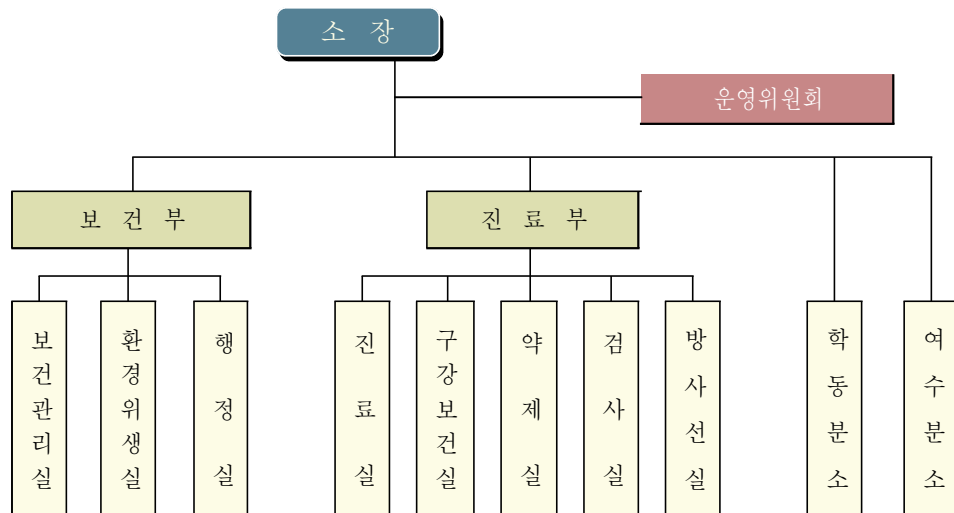 소 장
운영위원회
보 건 부
진 료 부
보건관리실
환경위생실
행정실
진료실
구강보건실
약제실
검사실
방사선실
학동분소
여수분소